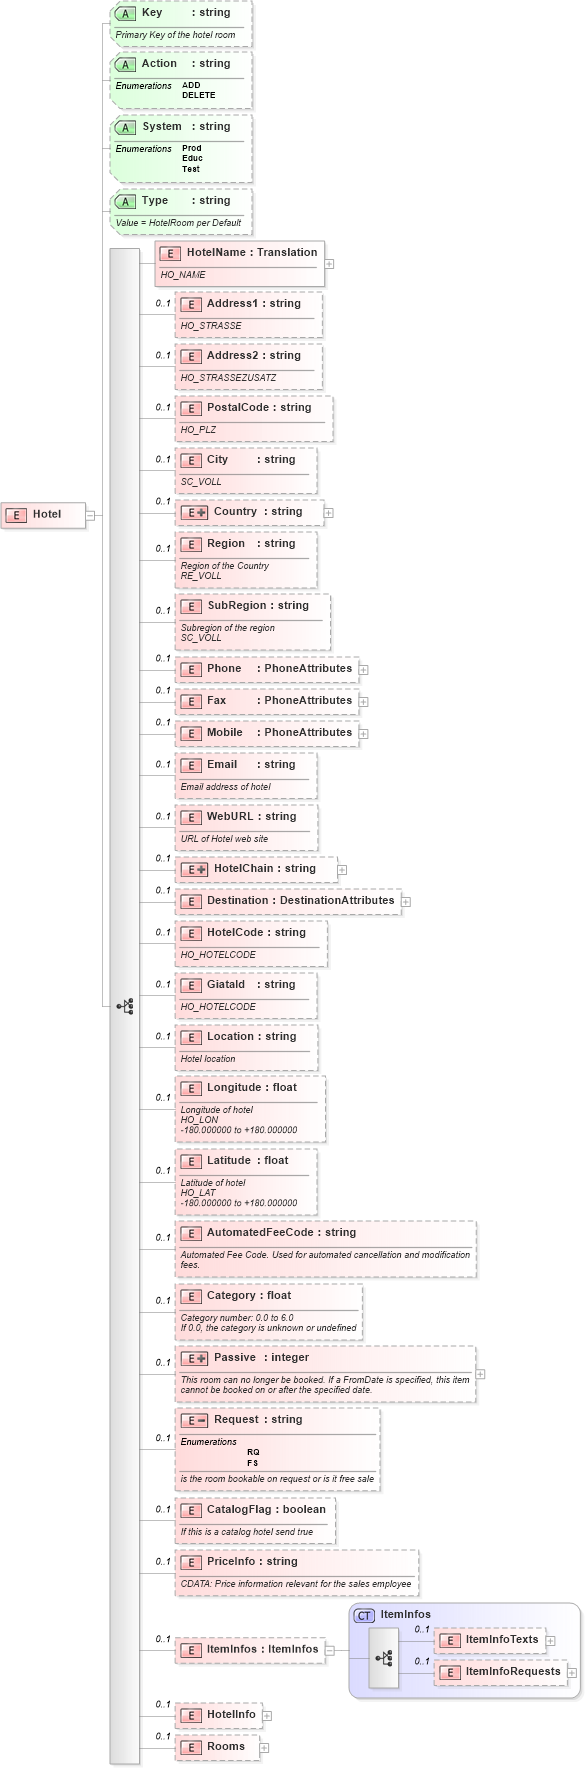 A Key : string
Primary Key of the hotel room
A Action : string
Enumerations ADD
DELETE
A System : string
Enumerations Prod
Educ
Test
A Type : string
Value = HotelRoom per Default
E HotelName : Translation
HO_NAME
0..1
E Address1 : string
HO_STRASSE
0..1
E Address2 : string
HO_STRASSEZUSATZ
0..1
E PostalCode : string
HO_PLZ
0..1
E City : string
SC_VOLL
0..1
E Country : string
E Hotel
0..1
E Region : string
Region of the Country
RE_VOLL
0..1
E SubRegion : string
Subregion of the region
SC_VOLL
0..1
E Phone : PhoneAttributes
0..1
E Fax : PhoneAttributes
0..1
E Mobile : PhoneAttributes
0..1
E Email : string
Email address of hotel
0..1
E WebURL : string
URL of Hotel web site
0..1
E HotelChain : string
0..1
E Destination : DestinationAttributes
0..1
E HotelCode : string
HO_HOTELCODE
0..1
E GiataId : string
HO_HOTELCODE
0..1
E Location : string
Hotel location
0..1
E Longitude : float
Longitude of hotel
HO_LON
-180.000000 to +180.000000
0..1
E Latitude : float
Latitude of hotel
HO_LAT
-180.000000 to +180.000000
0..1
E AutomatedFeeCode : string
Automated Fee Code. Used for automated cancellation and modification
fees.
0..1
E Category : float
Category number: 0.0 to 6.0
If 0.0, the category is unknown or undefined
0..1
E Passive : integer
This room can no longer be booked. If a FromDate is specified, this item
cannot be booked on or after the specified date.
0..1
E Request : string
Enumerations
RQ
FS
is the room bookable on request or is it free sale
0..1
E CatalogFlag : boolean
If this is a catalog hotel send true
0..1
E PriceInfo : string
CDATA: Price information relevant for the sales employee
0..1
E ItemInfos : ItemInfos
CT ItemInfos
0..1
E ItemInfoTexts
0..1
E ItemInfoRequests
0..1
E HotelInfo
0..1
E Rooms